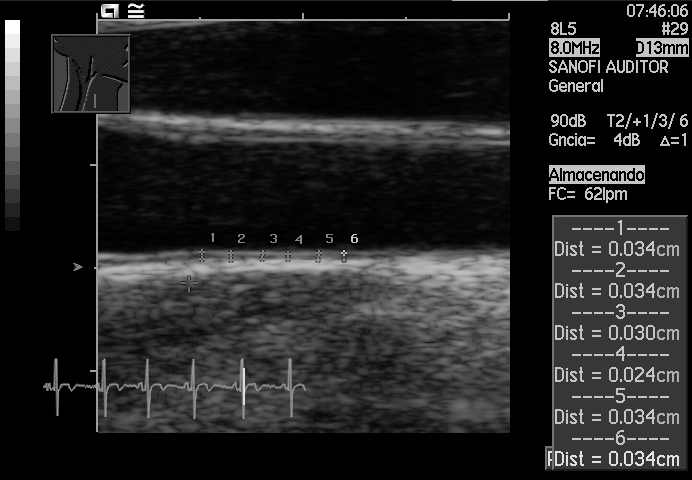 07:46:06
8L5 #29
8.0MHz D13mm
SANOFI AUDITOR
General
90dB T2/+1/3/ 6
Gncia= 4dB Δ=1
Almacenando
FC= 62lpm
1 2 3 4 5 6
----1----
Dist = 0.034cm
----2----
Dist = 0.034cm
----3----
Dist = 0.030cm
----4----
Dist = 0.024cm
----5----
Dist = 0.034cm
----6----
Dist = 0.034cm